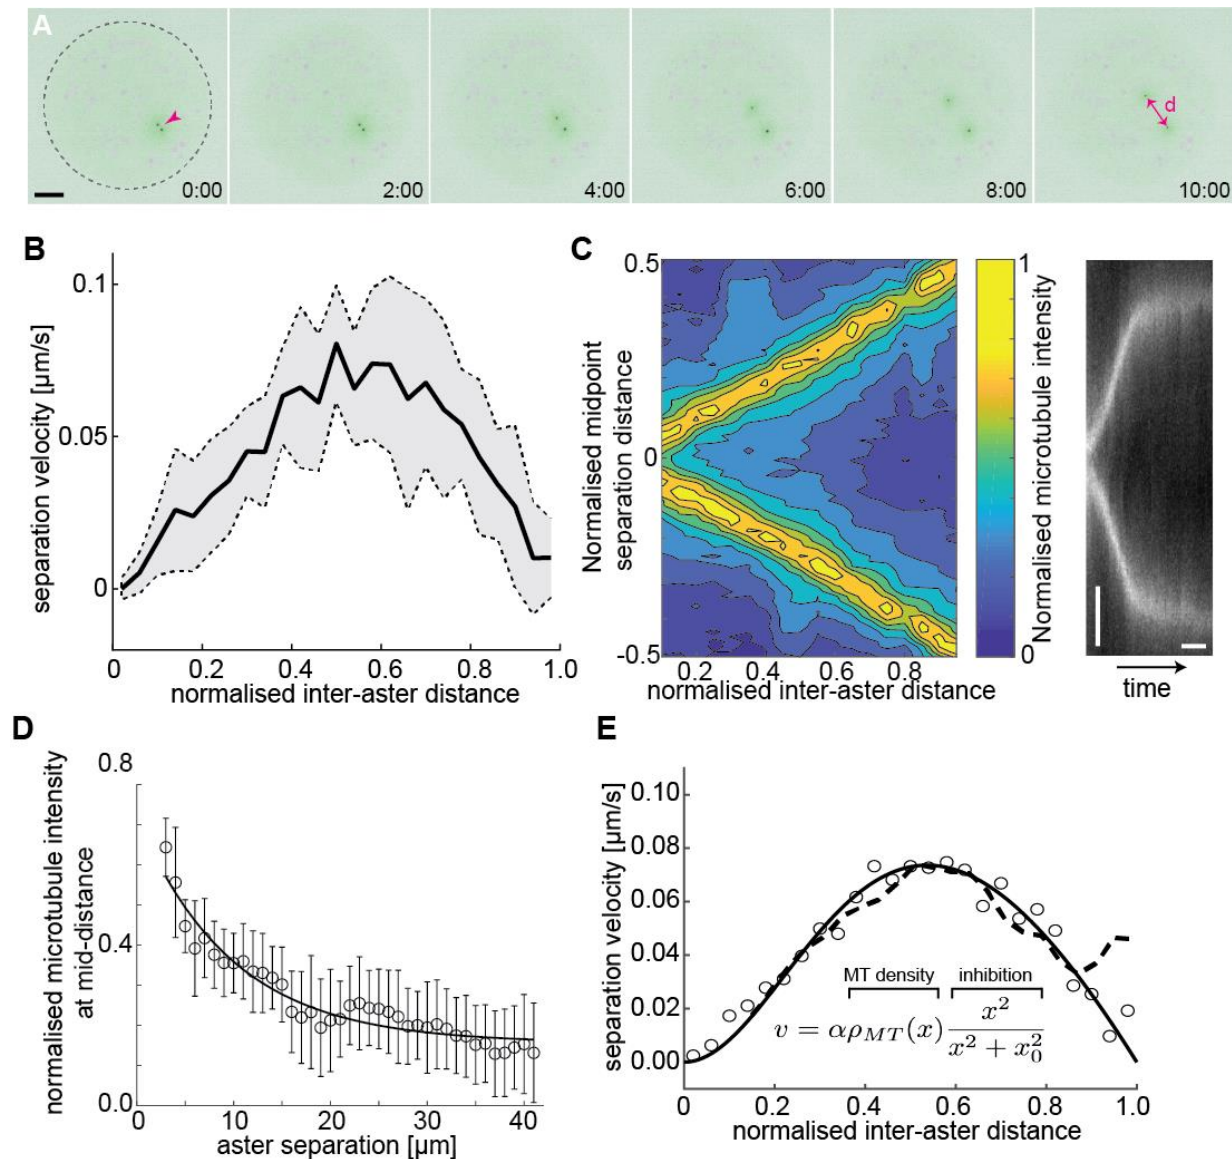 A
0:00
2:00
4:00
6:00
8:00
d
10:00
B
separation velocity [µm/s]
0.1
0.05
0
0 0.2 0.4 0.6 0.8 1.0
normalised inter-aster distance
C
Normalised midpoint
separation distance
0.5
0
-0.5
0.2 0.4 0.6 0.8
normalised inter-aster distance
1
0
Normalised microtubule intensity
time
D
normalised microtubule intensity
at mid-distance
0.8
0.4
0.0
0 10 20 30 40
aster separation [µm]
E
separation velocity [µm/s]
0.10
0.08
0.06
0.04
0.02
0.00
MT density inhibition
v = αρ_MT(x) x²/(x² + x₀²)
0 0.2 0.4 0.6 0.8 1.0
normalised inter-aster distance